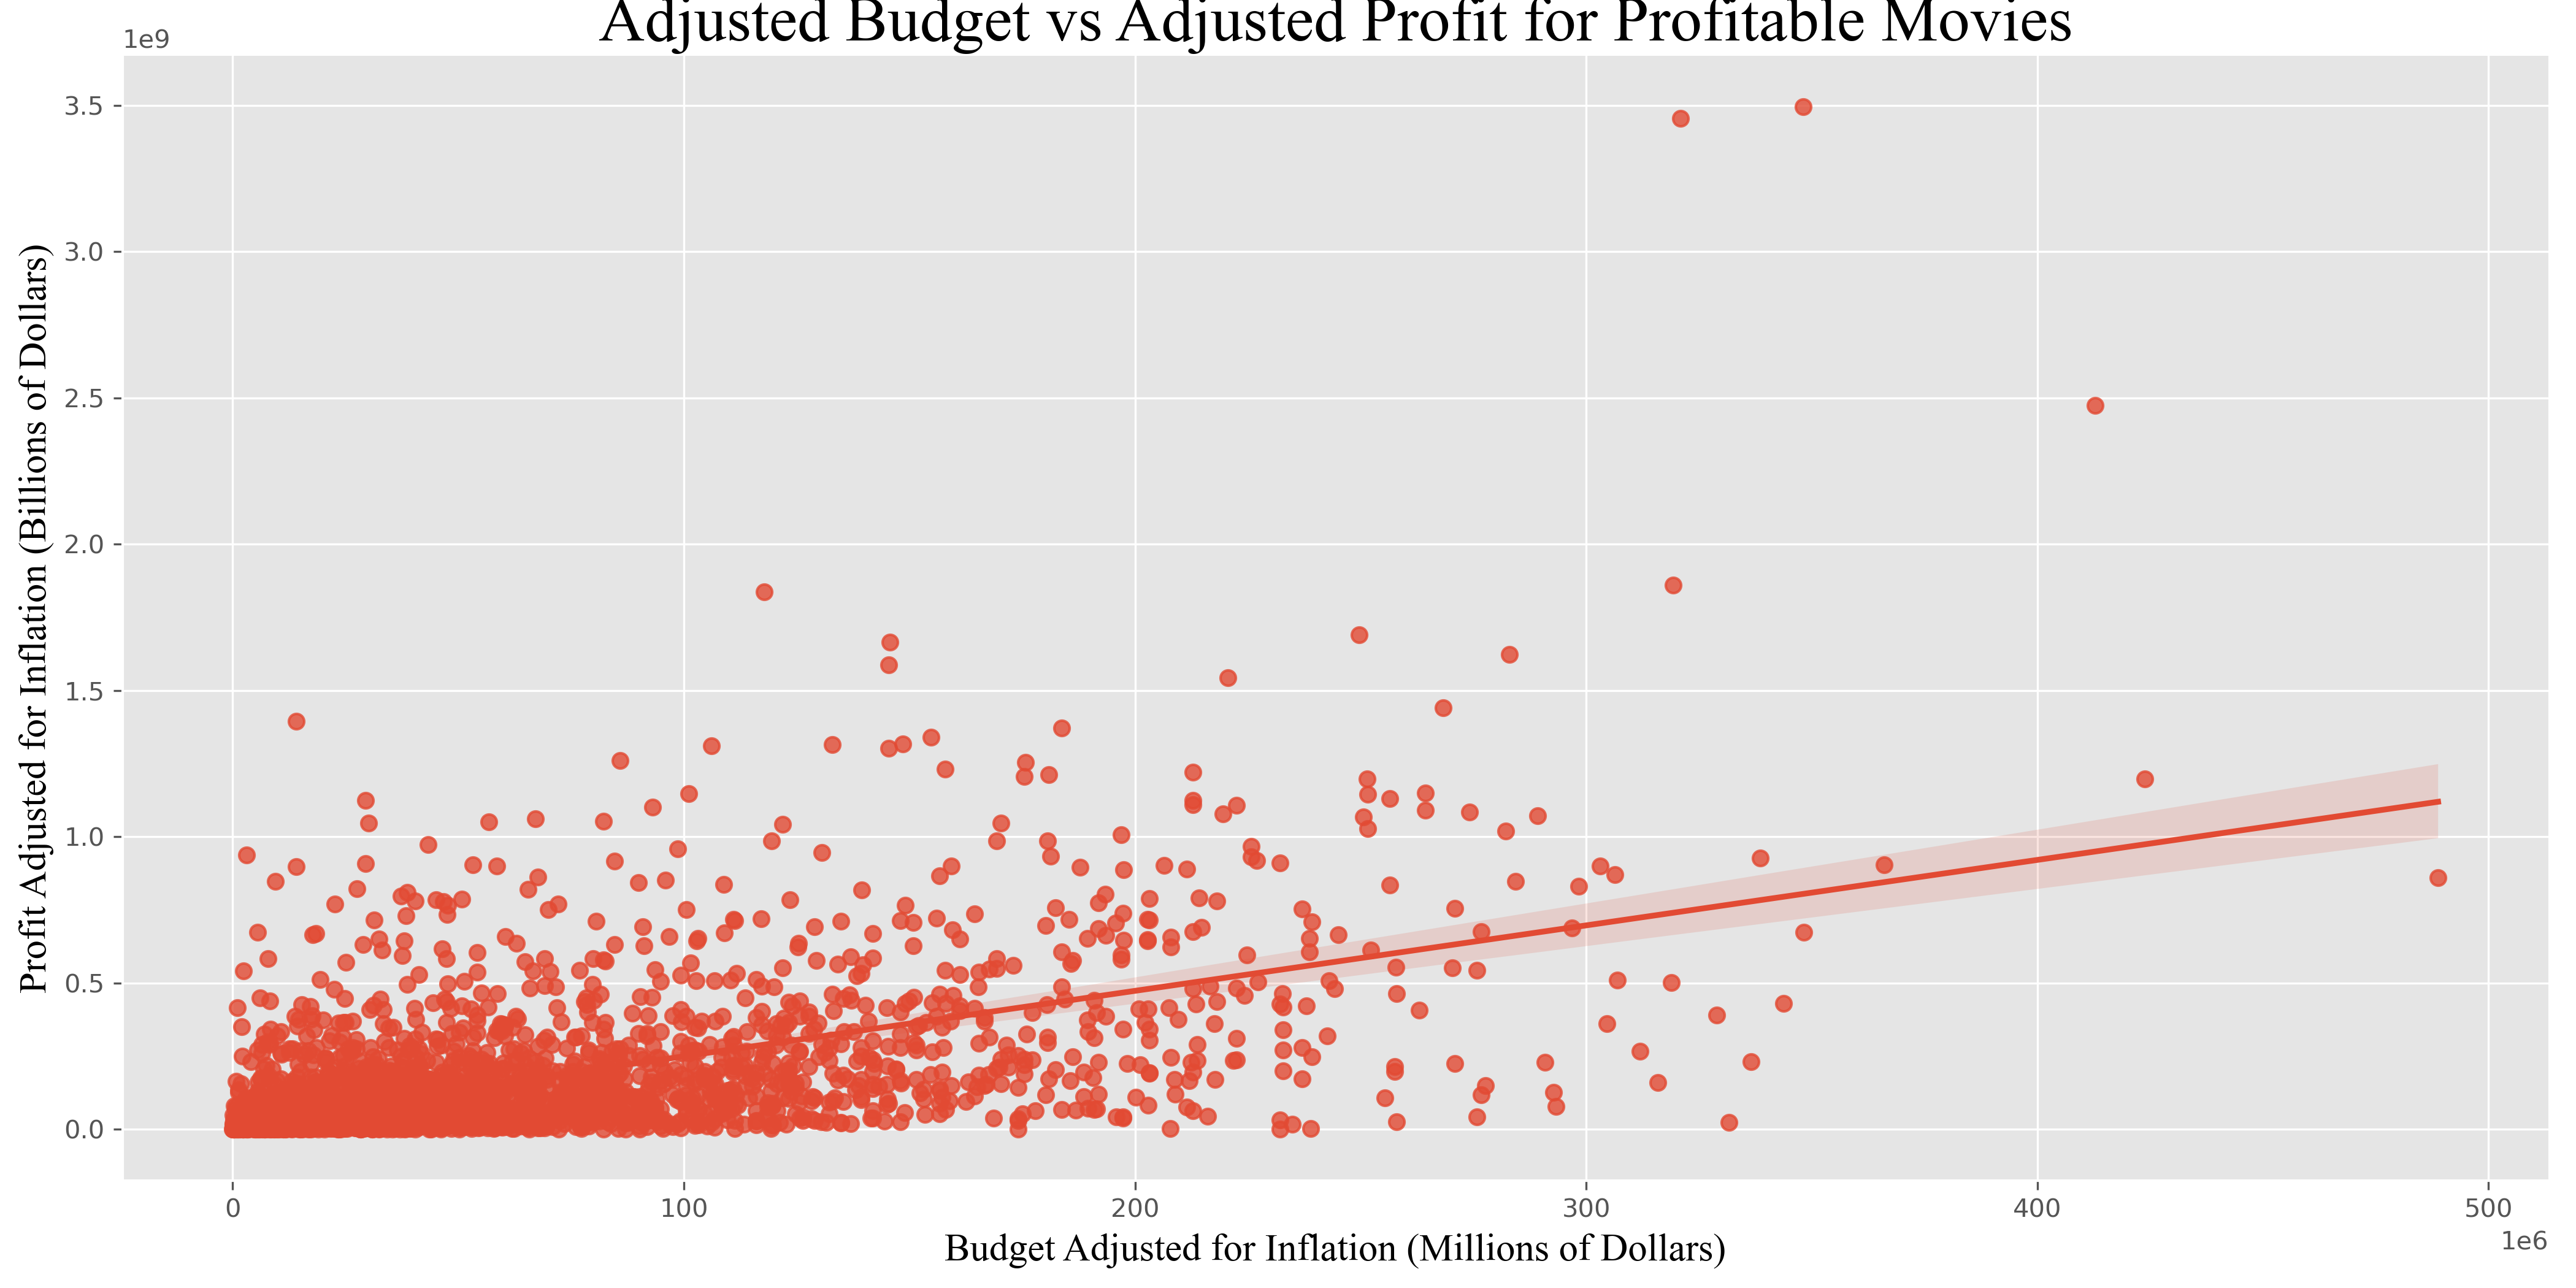 Adjusted Budget vs Adjusted Profit for Profitable Movies
1e9
3.5
3.0
2.5
2.0
1.5
1.0
0.5
0.0
Profit Adjusted for Inflation (Billions of Dollars)
0 100 200 300 400 500
1e6
Budget Adjusted for Inflation (Millions of Dollars)